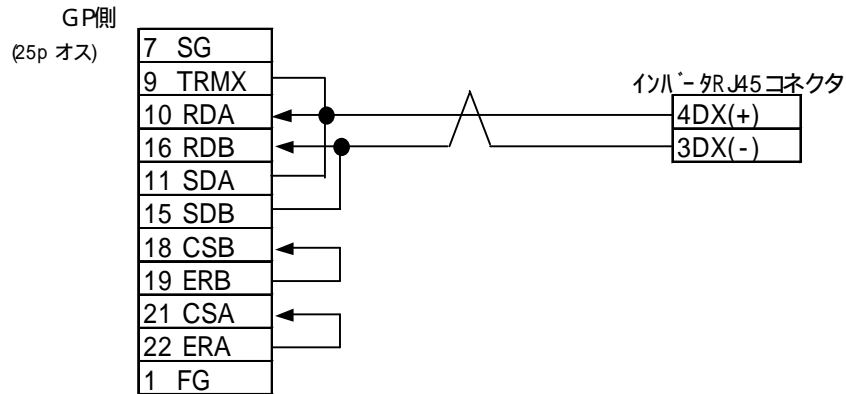 GP側
(25p オス)
7 SG
9 TRMX
10 RDA
16 RDB
11 SDA
15 SDB
18 CSB
19 ERB
21 CSA
22 ERA
1 FG
インバータRJ45コネクタ
4DX(+)
3DX(-)